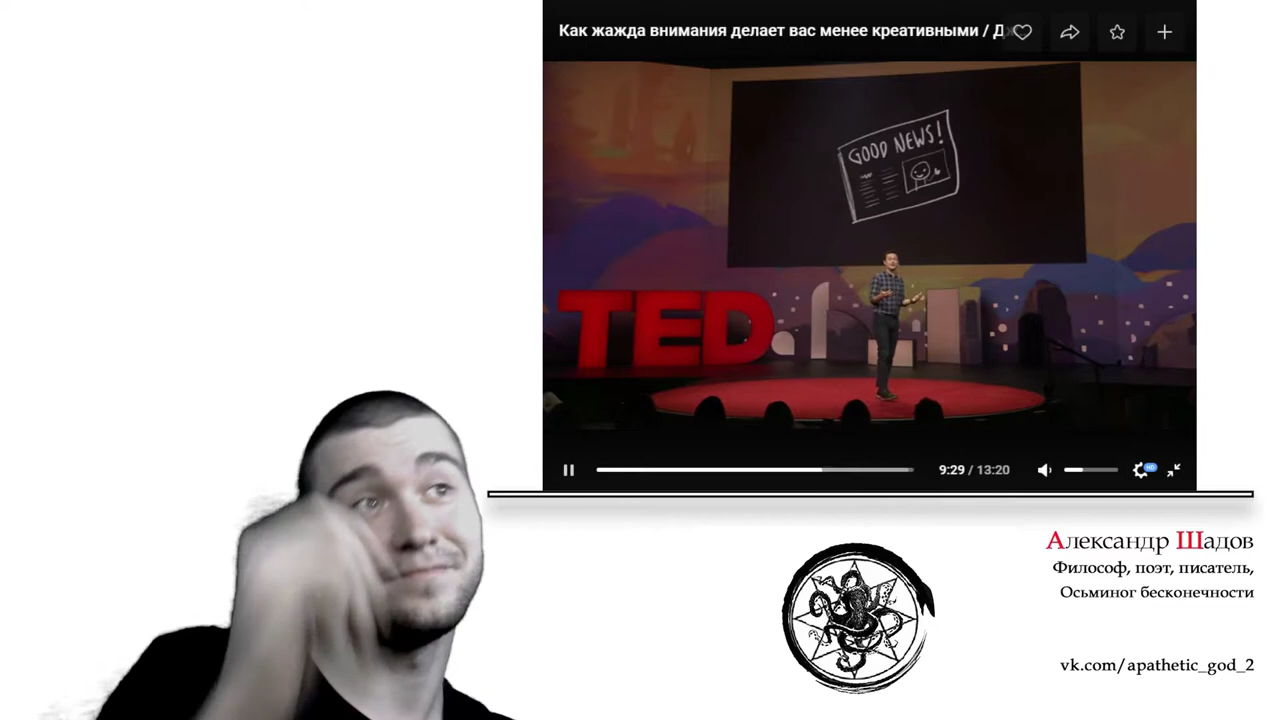 Как жажда внимания делает вас менее креативными /
GOOD NEWS!
TED
9:29 / 13:20
HD
Александр Шадов
Философ, поэт, писатель,
Осьминог бесконечности
vk.com/apathetic_god_2